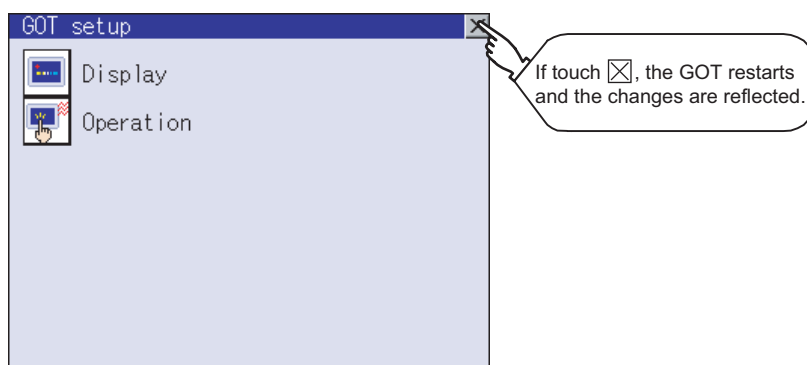 GOT setup
Display
Operation
If touch ☒, the GOT restarts
and the changes are reflected.